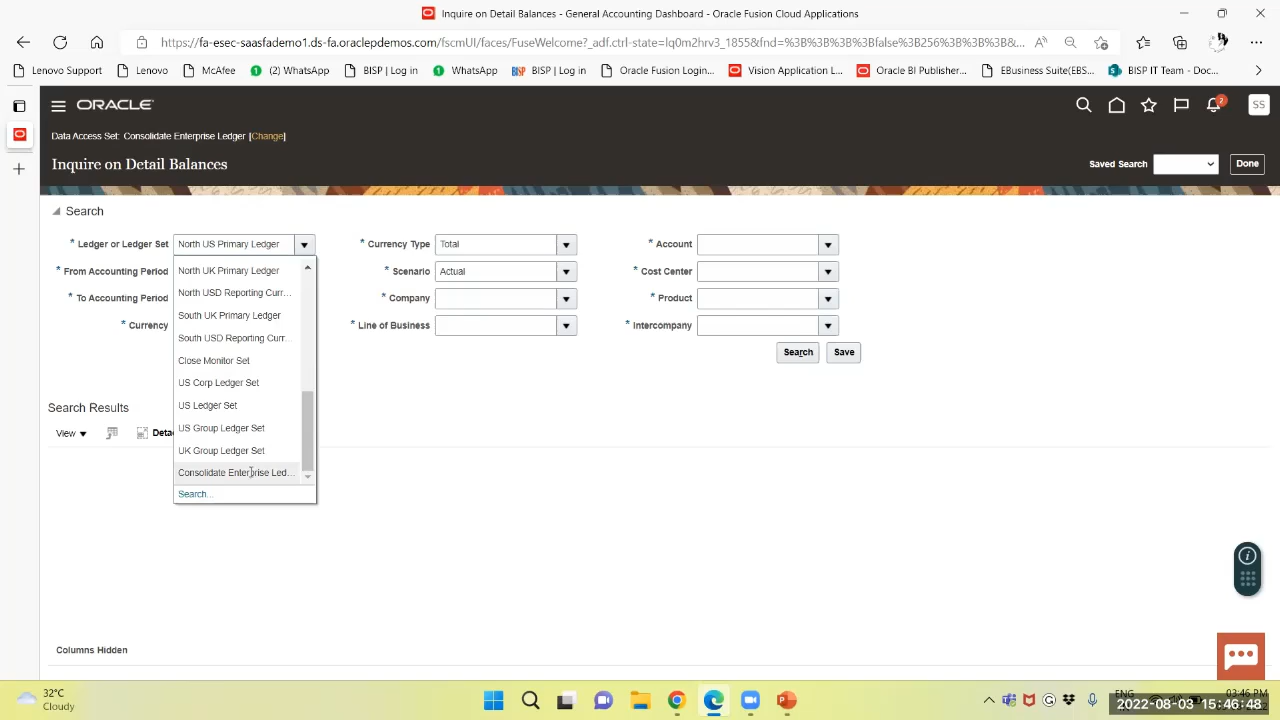 Inquire on Detail Balances - General Accounting Dashboard - Oracle Fusion Cloud Applications
https://fa-esec-saasfademo1.ds-fa.oraclepdemos.com/fscmUI/faces/FuseWelcome?_adf.ctrl-state=lq0m2hrv3_1855&fnd=%3B%3B%3B%3Bfalse%3B256%3B%3B%3B&...
Lenovo Support
Lenovo
McAfee
(2) WhatsApp
BISP | Log in
WhatsApp
BISP | Log in
Oracle Fusion Login...
Vision Application L...
Oracle BI Publisher...
EBusiness Suite(EBS...
BISP IT Team - Doc...
ORACLE
2
SS
Data Access Set: Consolidate Enterprise Ledger [Change]
Inquire on Detail Balances
Saved Search
Done
Search
* Ledger or Ledger Set North US Primary Ledger
* Currency Type Total
* Account
* From Accounting Period
* Scenario Actual
* Cost Center
* To Accounting Period
* Company
* Product
* Currency
* Line of Business
* Intercompany
North UK Primary Ledger
North USD Reporting Curr...
South UK Primary Ledger
South USD Reporting Curr...
Close Monitor Set
US Corp Ledger Set
US Ledger Set
US Group Ledger Set
UK Group Ledger Set
Consolidate Enterprise Led...
Search...
Search
Save
Search Results
View
Columns Hidden
32°C
Cloudy
ENG
03:46 PM
2022-08-03 15:46:48